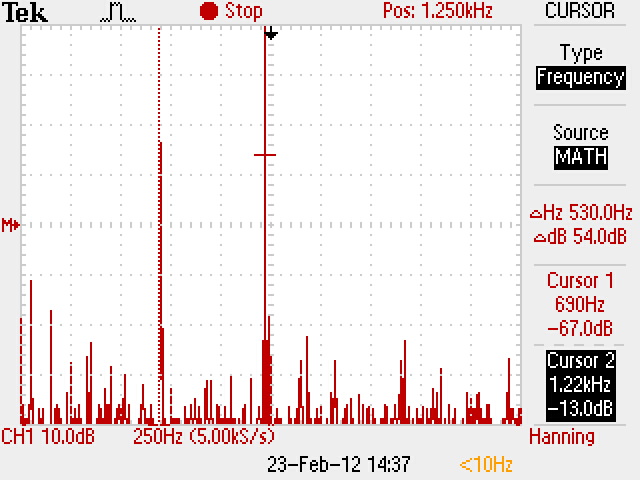 Tek Stop Pos: 1.250kHz CURSOR
Type
Frequency
Source
MATH
M
△Hz 530.0Hz
△dB 54.0dB
Cursor 1
690Hz
-67.0dB
Cursor 2
1.22kHz
-13.0dB
CH1 10.0dB 250Hz (5.00kS/s) Hanning
23-Feb-12 14:37 <10Hz